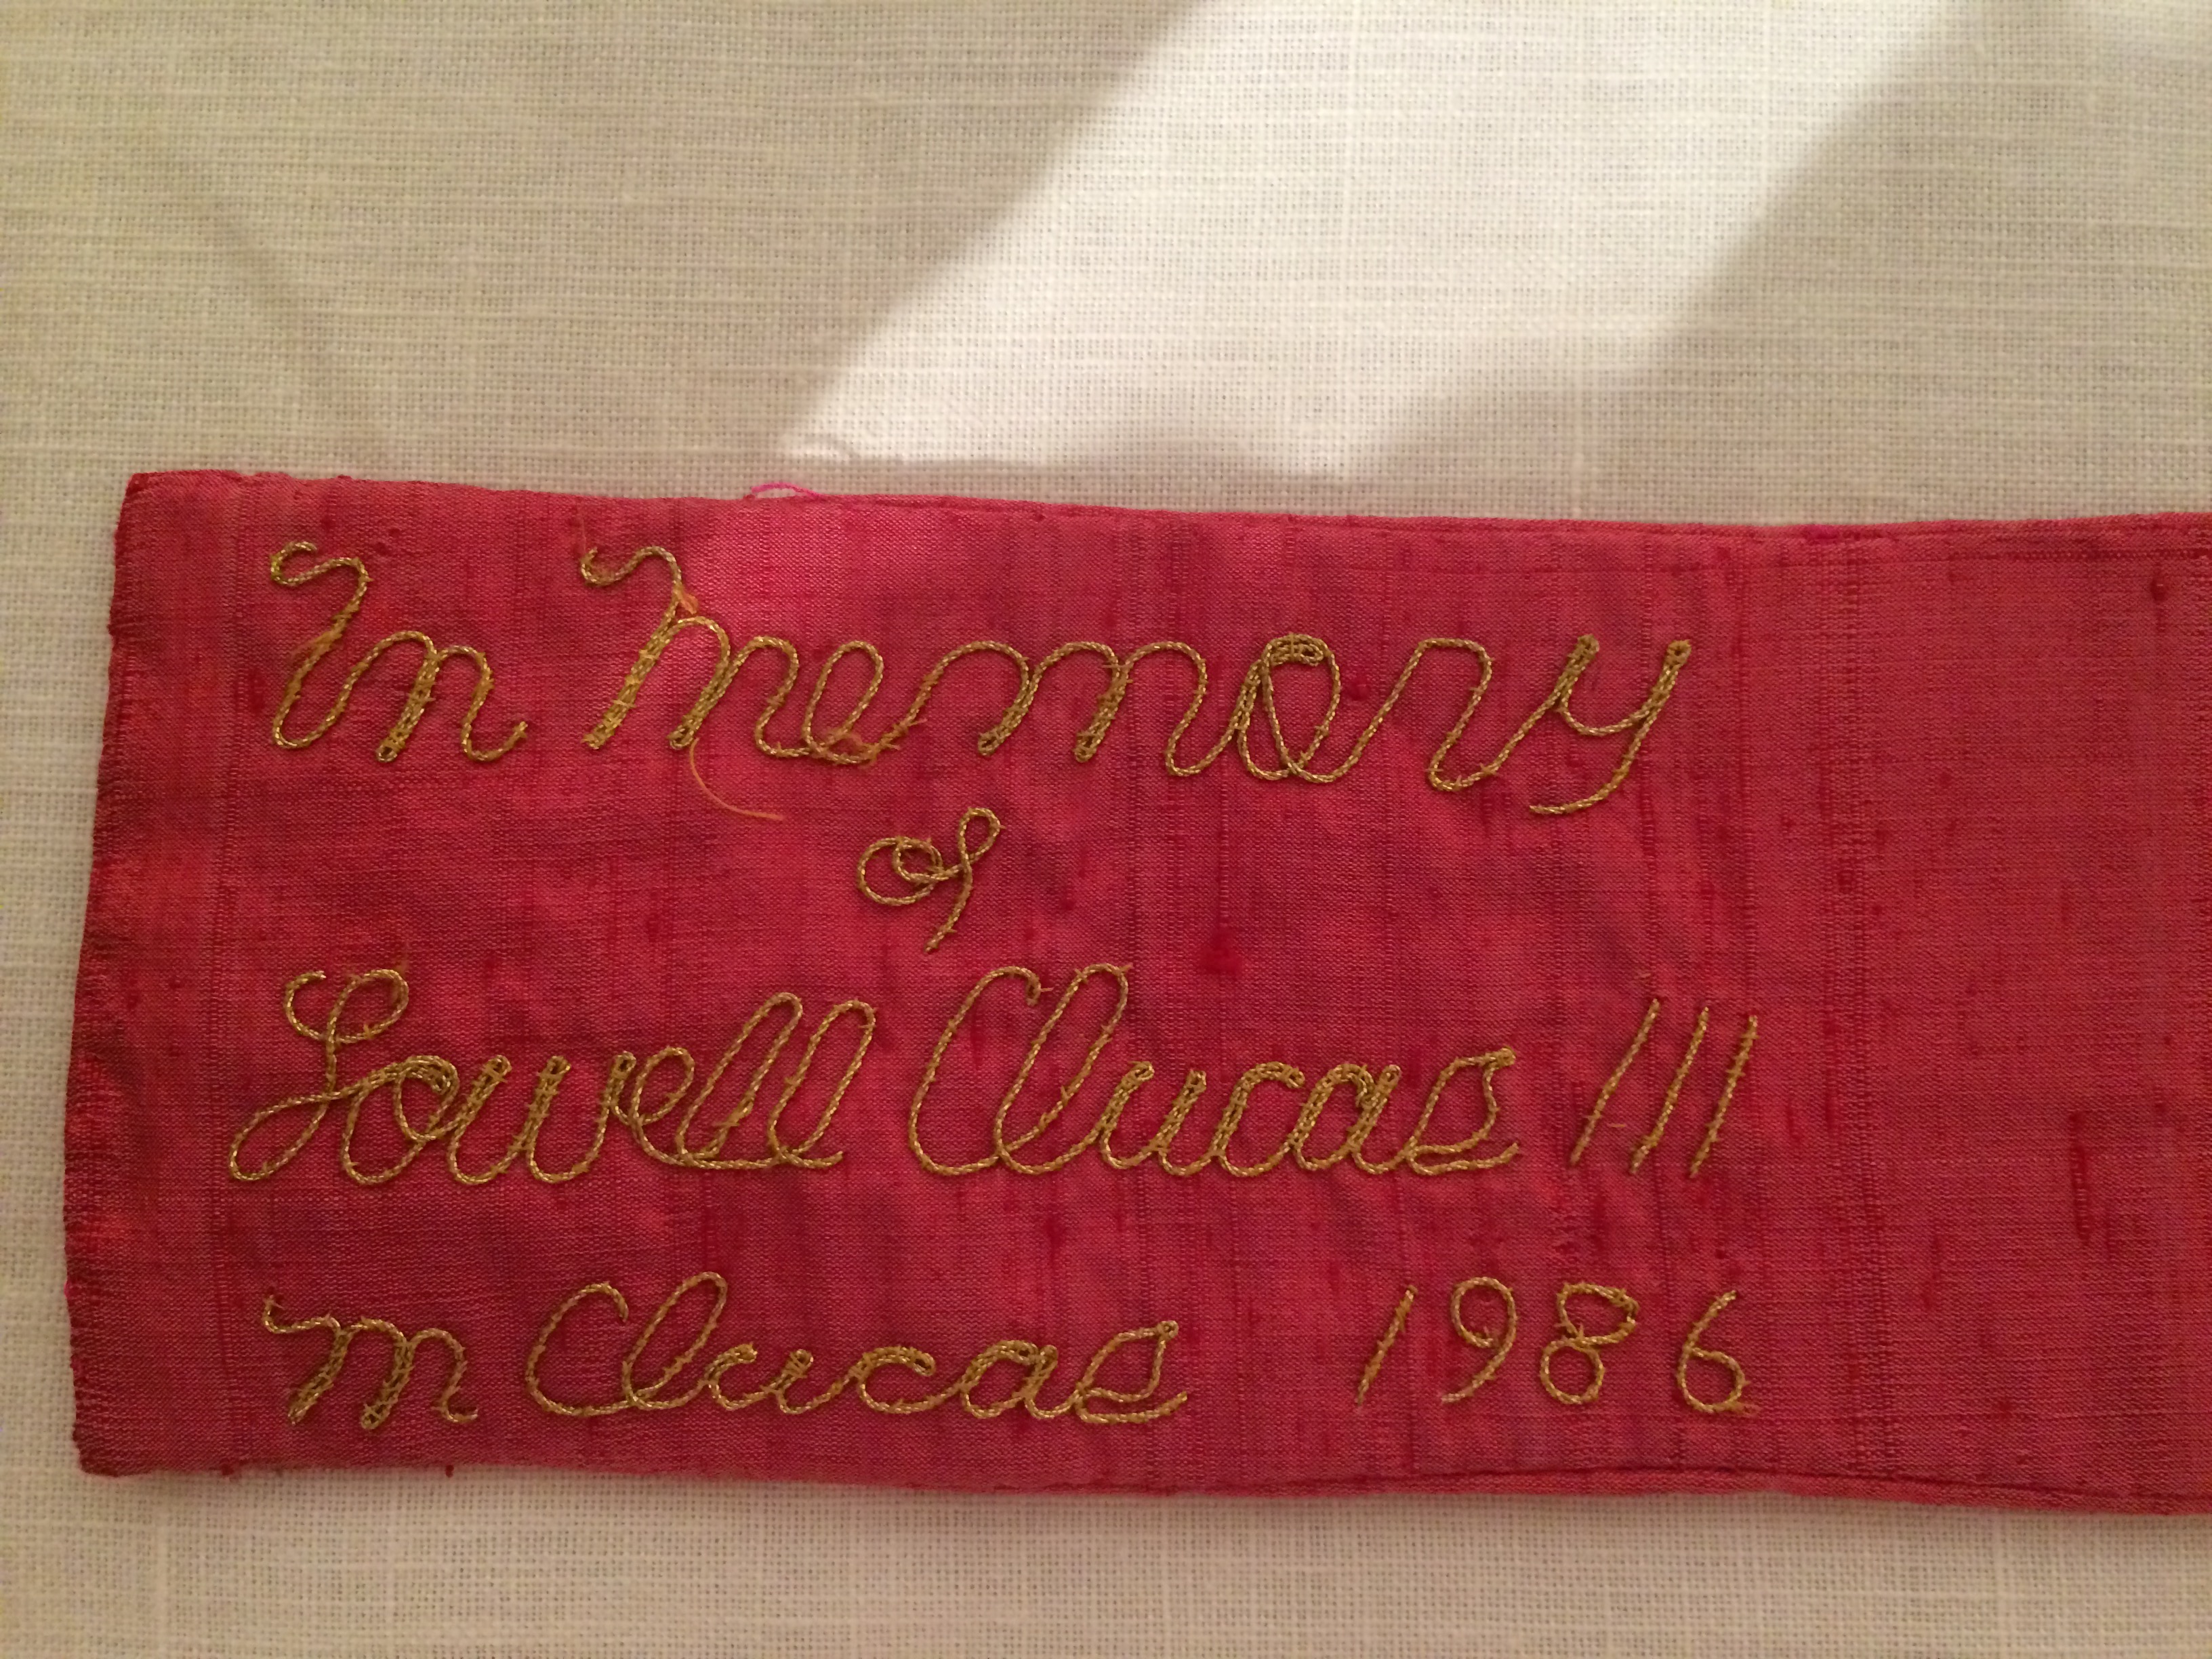 In Memory
of
Lowell Clucas III
M Clucas 1986